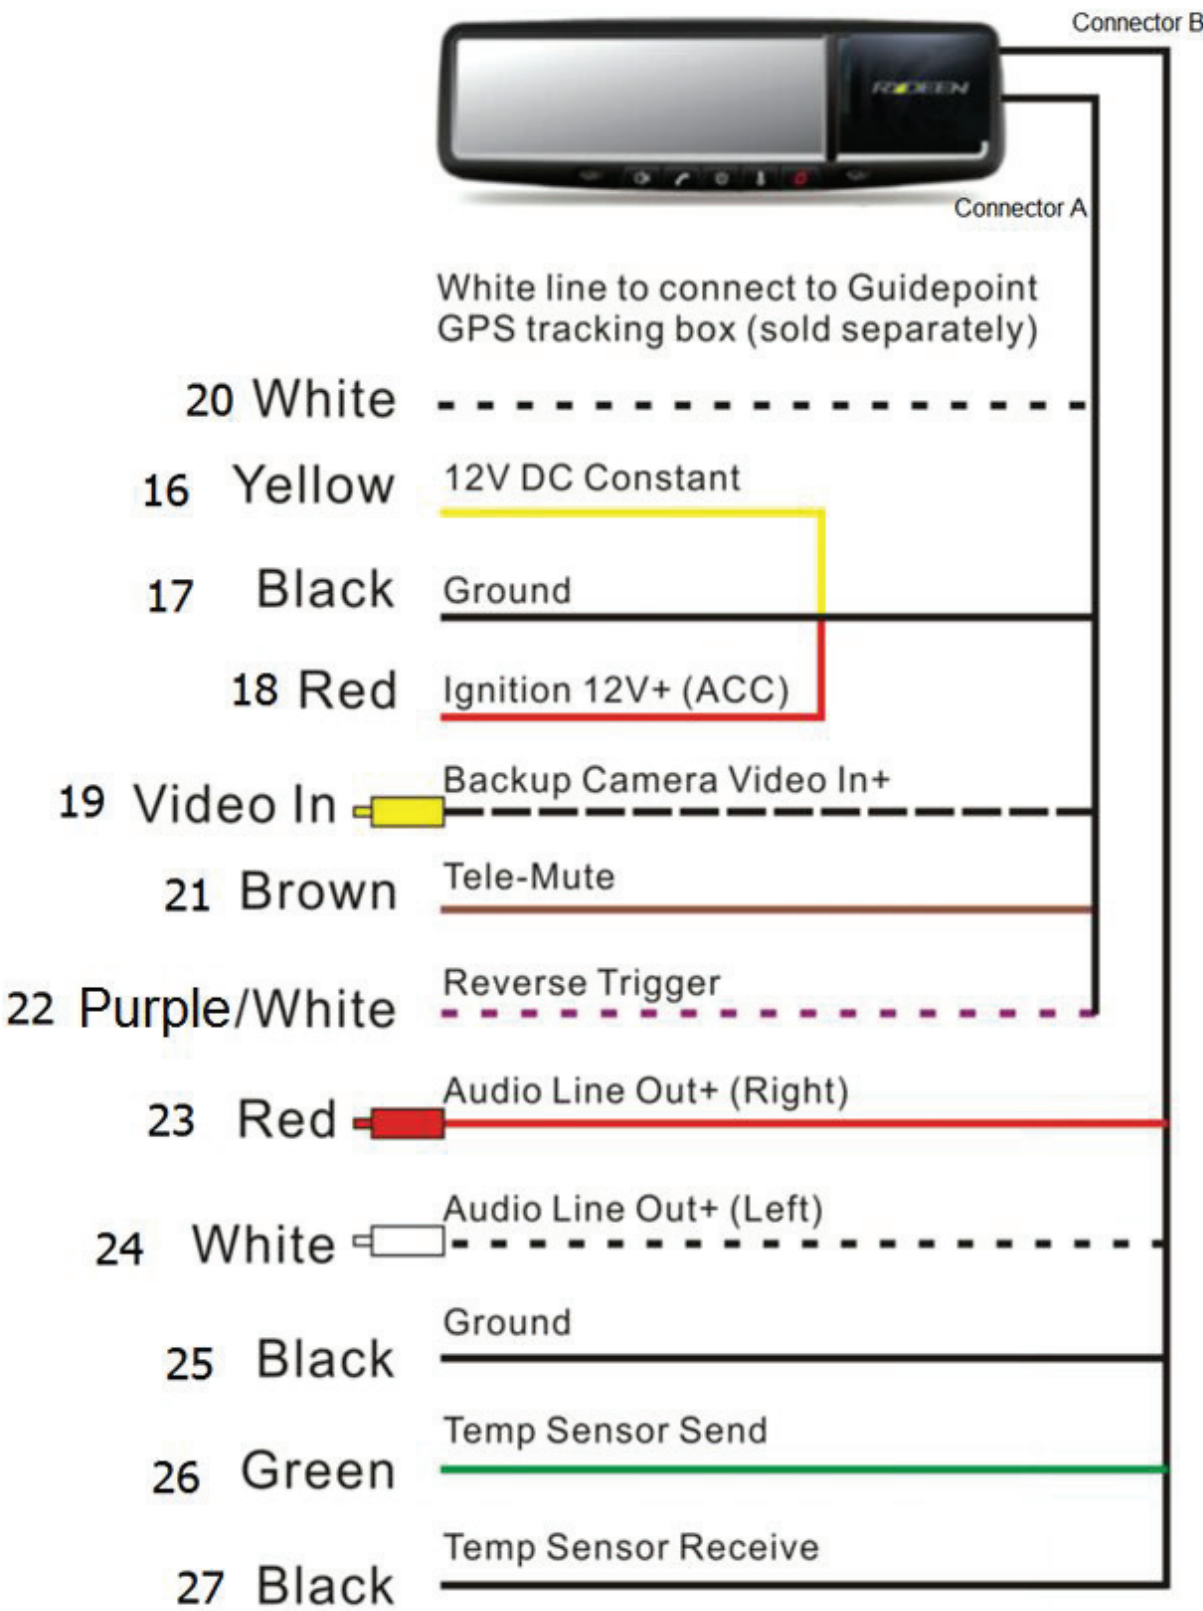 Connector B
RYDEEN
Connector A
White line to connect to Guidepoint
GPS tracking box (sold separately)
20 White
16 Yellow 12V DC Constant
17 Black Ground
18 Red Ignition 12V+ (ACC)
19 Video In Backup Camera Video In+
21 Brown Tele-Mute
22 Purple/White Reverse Trigger
23 Red Audio Line Out+ (Right)
24 White Audio Line Out+ (Left)
25 Black Ground
26 Green Temp Sensor Send
27 Black Temp Sensor Receive